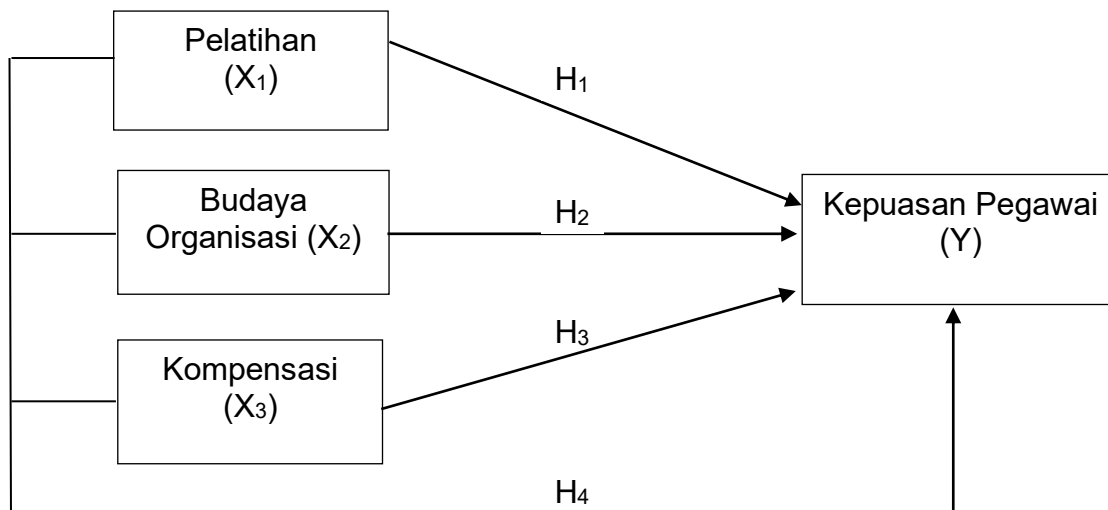 Pelatihan
(X₁)
H₁
Budaya
Organisasi (X₂)
H₂
Kepuasan Pegawai
(Y)
Kompensasi
(X₃)
H₃
H₄